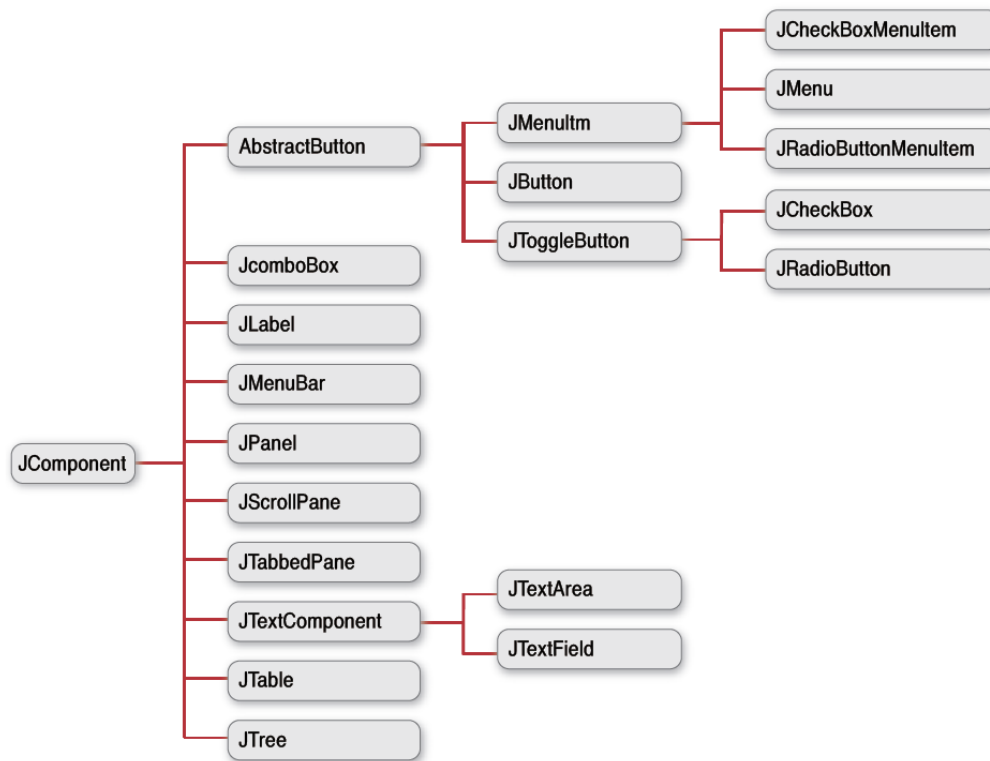 JCheckBoxMenuItem
JMenu
JMenuItm
AbstractButton
JRadioButtonMenuItem
JButton
JCheckBox
JToggleButton
JRadioButton
JcomboBox
JLabel
JMenuBar
JPanel
JComponent
JScrollPane
JTabbedPane
JTextArea
JTextComponent
JTextField
JTable
JTree